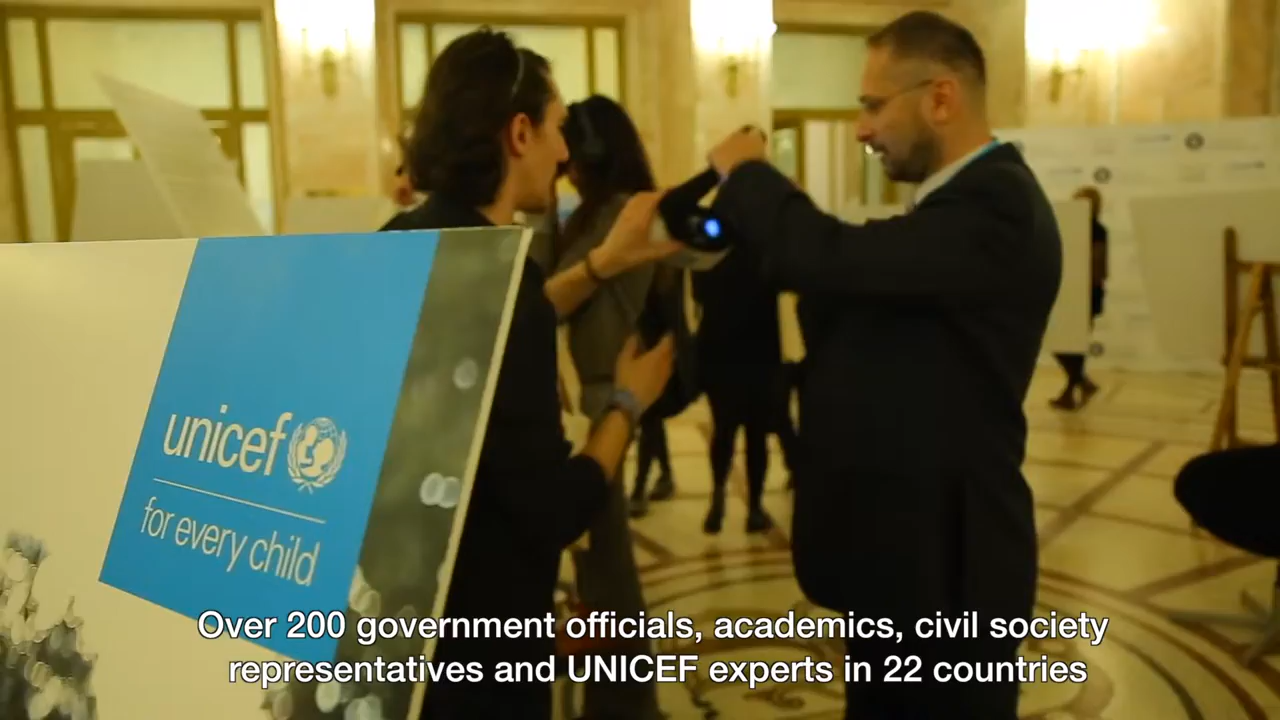 unicef
for every child
Over 200 government officials, academics, civil society
representatives and UNICEF experts in 22 countries